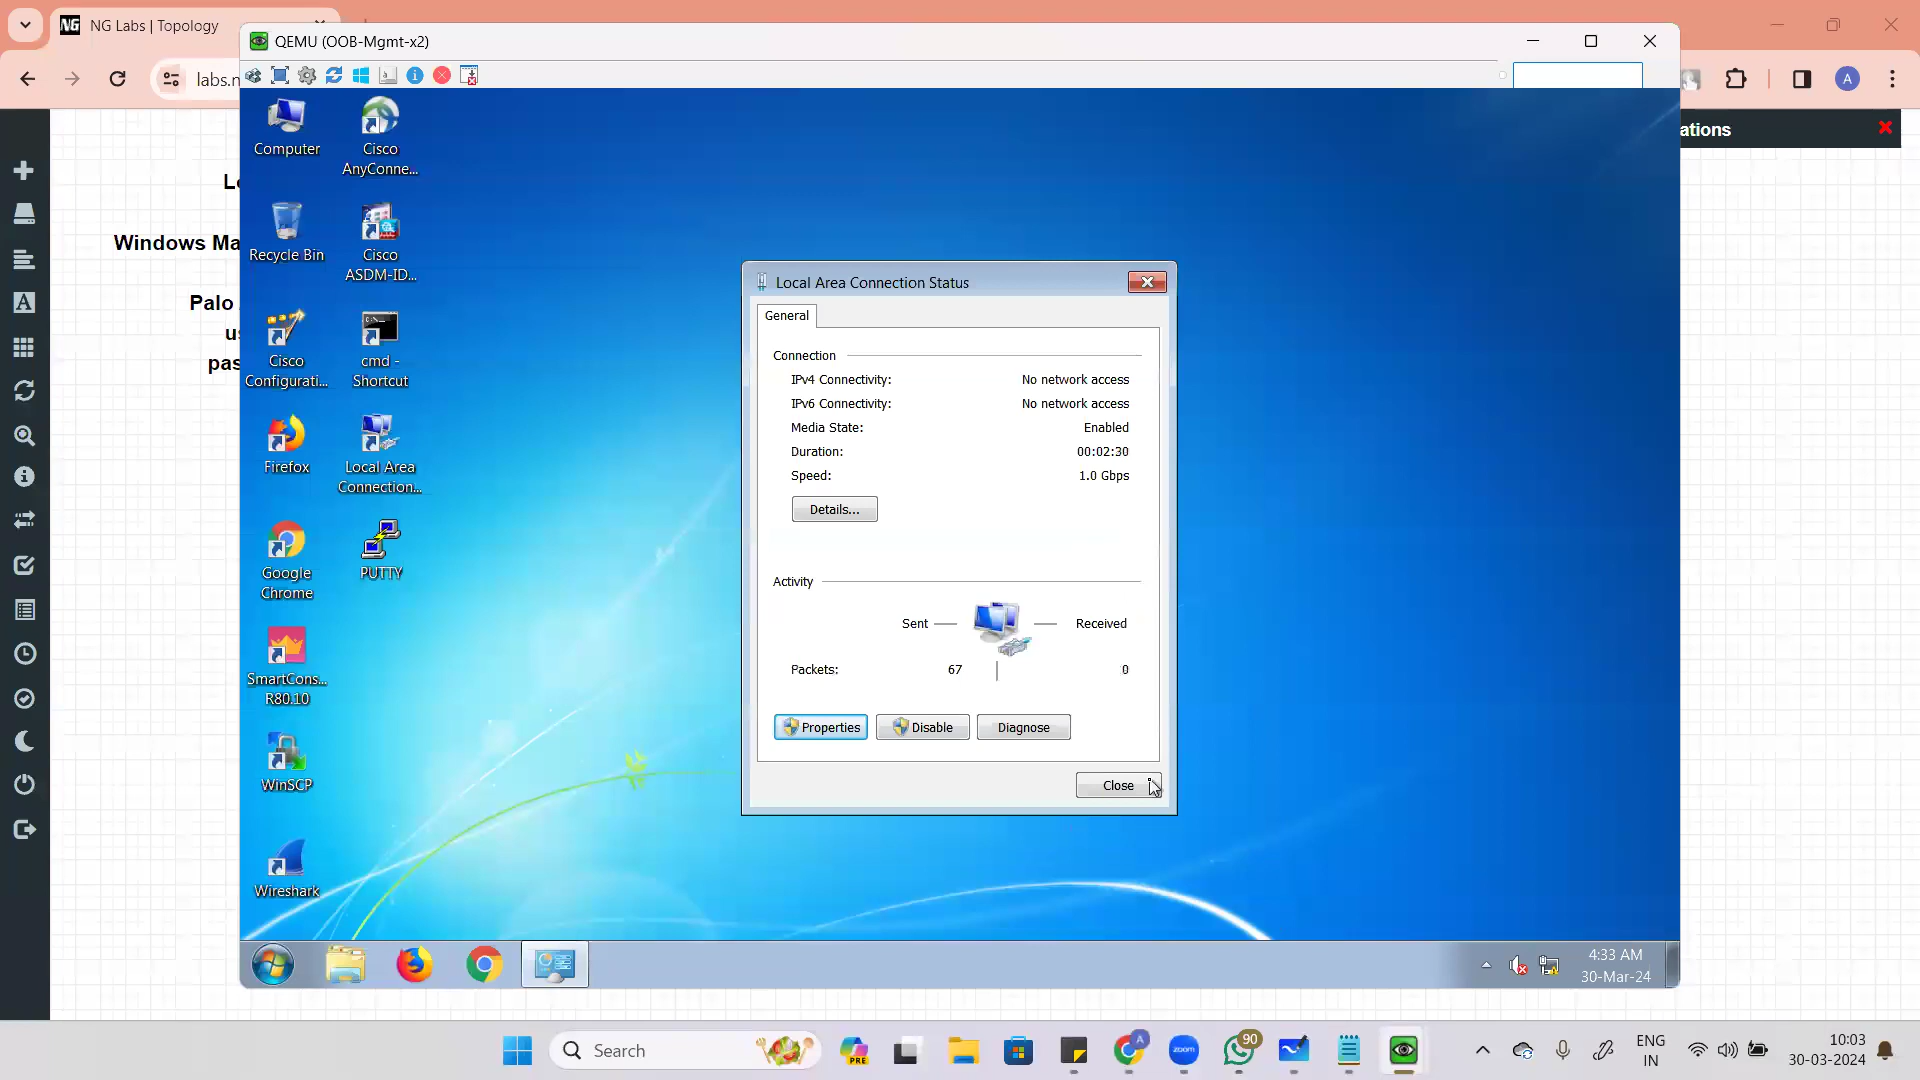 NG Labs | Topology
labs.n
QEMU (OOB-Mgmt-x2)
A
ations
Windows Ma
Palo
us
pas
Computer
Cisco
AnyConne...
Recycle Bin
Cisco
ASDM-ID...
Cisco
Configurati...
cmd -
Shortcut
Firefox
Local Area
Connection...
Google
Chrome
PUTTY
SmartCons...
R80.10
WinSCP
Wireshark
Local Area Connection Status
General
Connection
IPv4 Connectivity: No network access
IPv6 Connectivity: No network access
Media State: Enabled
Duration: 00:02:30
Speed: 1.0 Gbps
Details...
Activity
Sent
Received
Packets: 67 0
Properties
Disable
Diagnose
Close
4:33 AM
30-Mar-24
Search
PRE
A
zoom
90
ENG
IN
10:03
30-03-2024